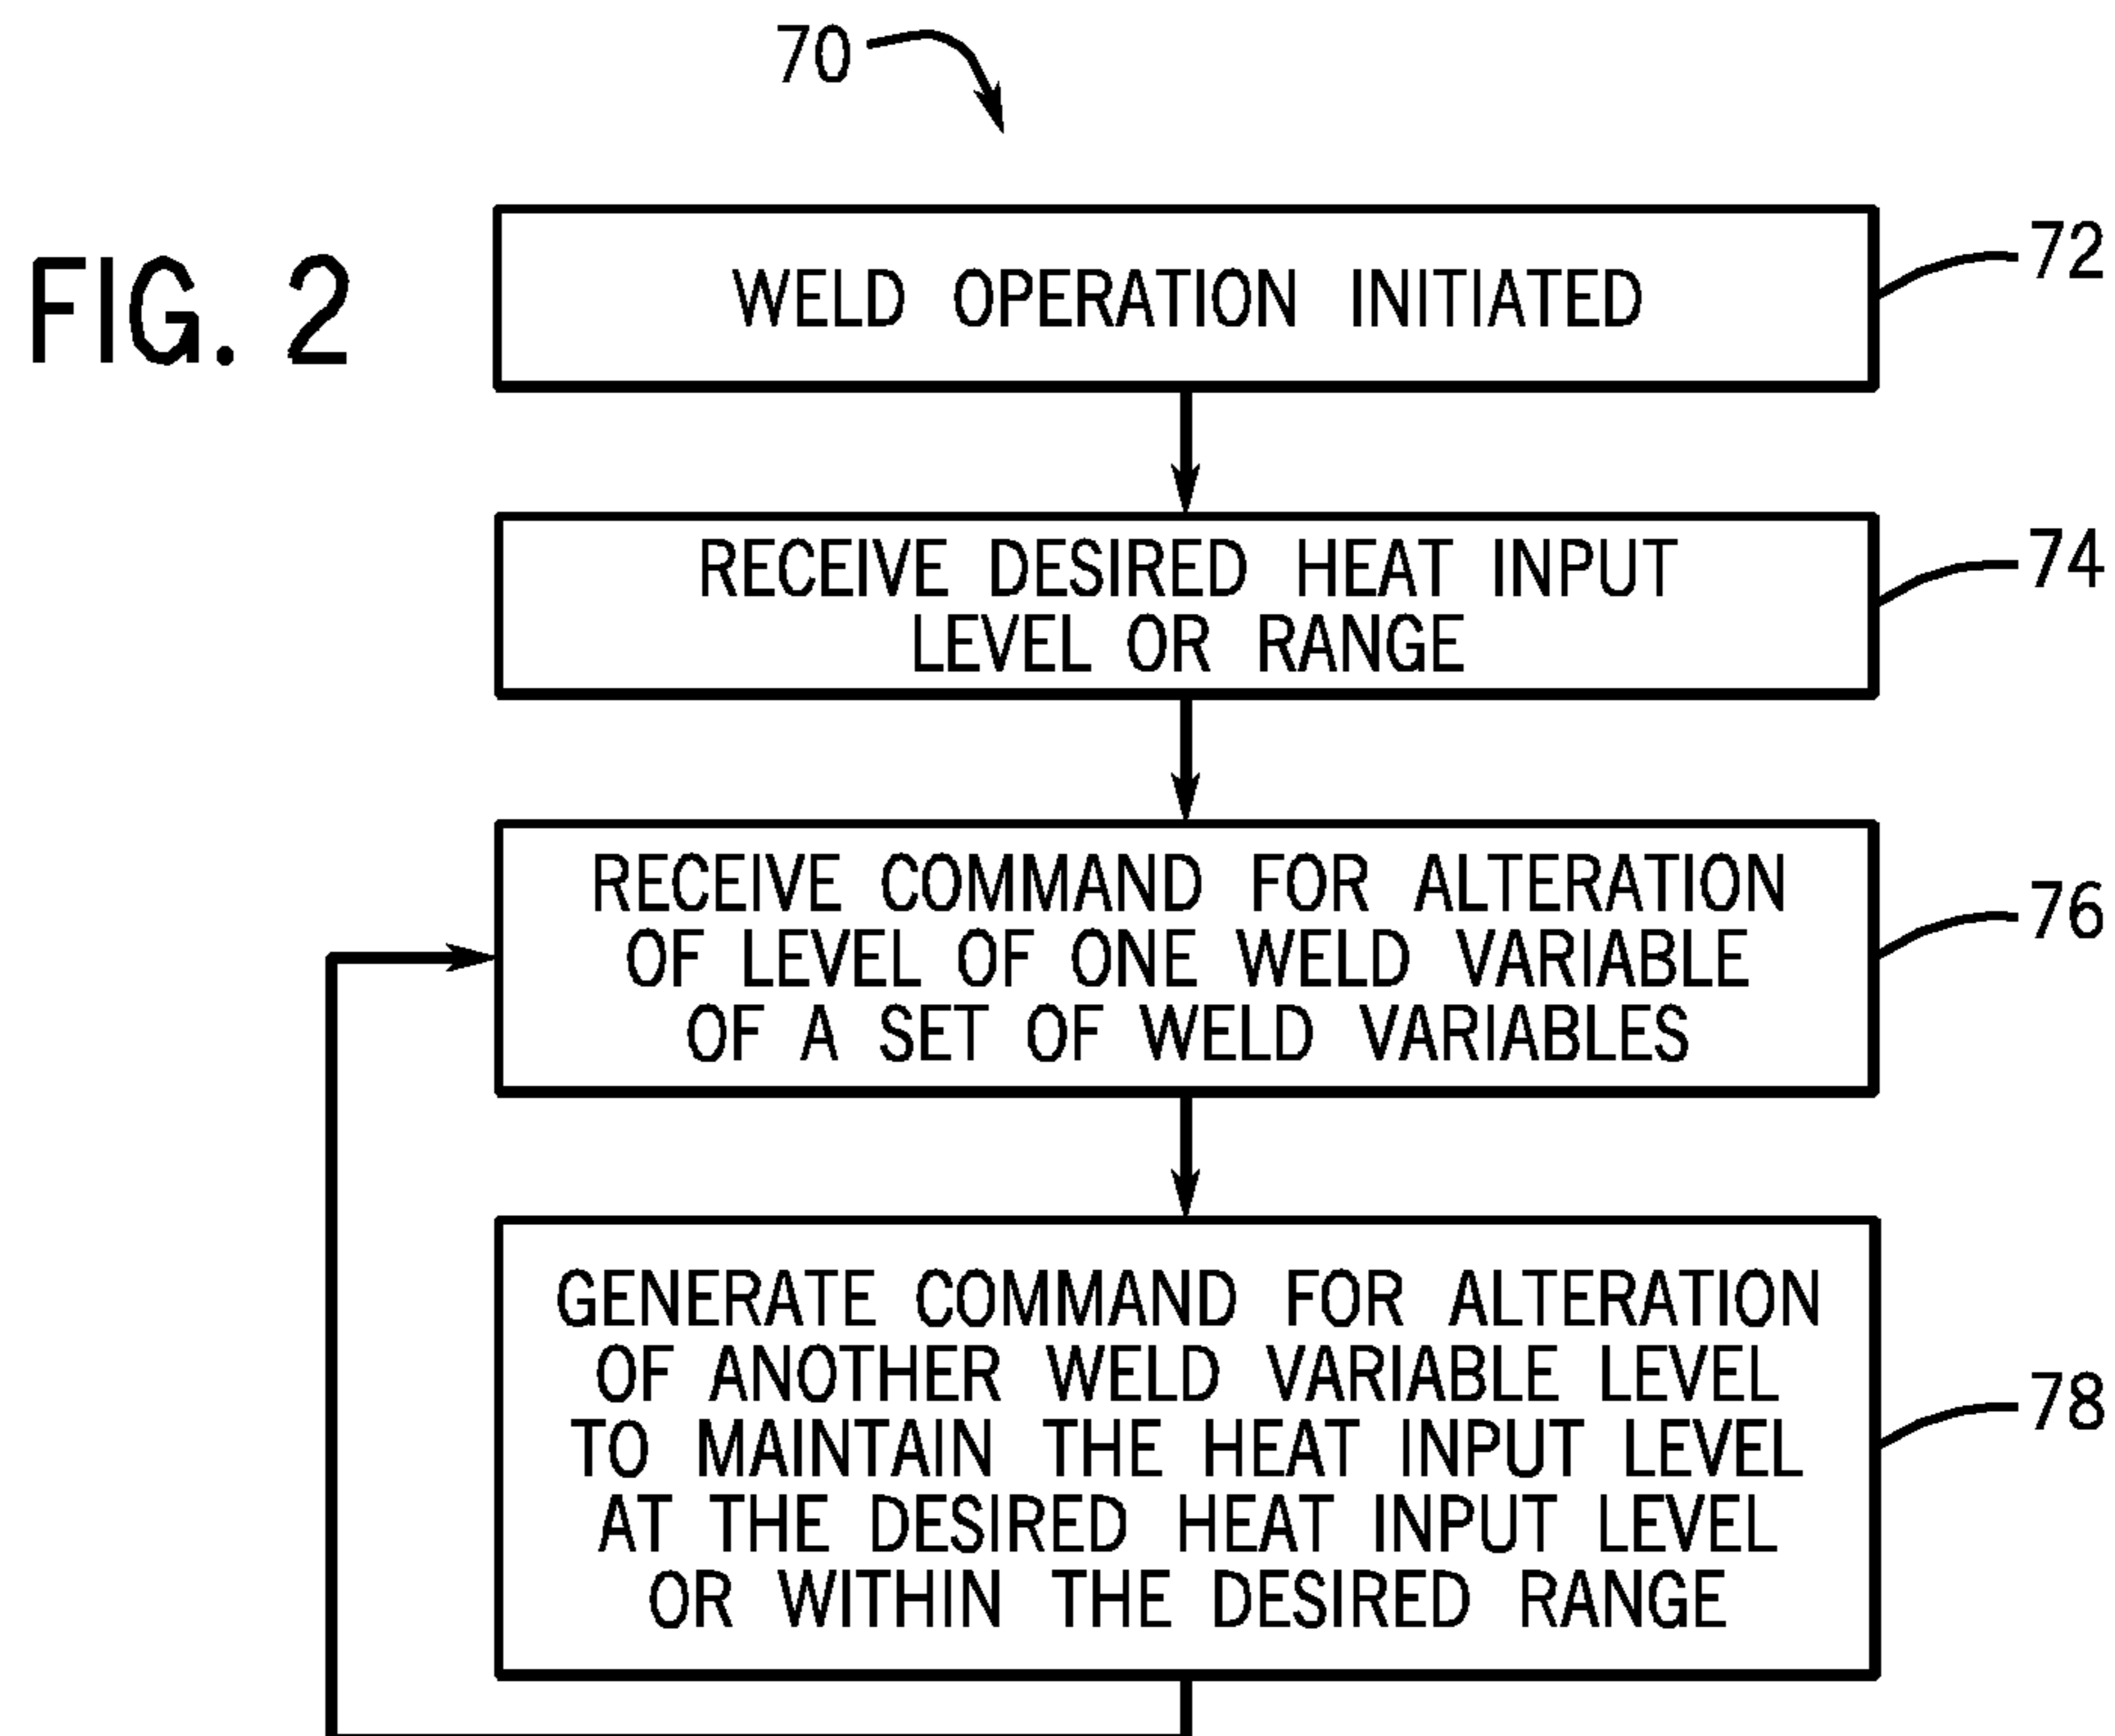 70
FIG. 2
WELD OPERATION INITIATED
72
RECEIVE DESIRED HEAT INPUT
LEVEL OR RANGE
74
RECEIVE COMMAND FOR ALTERATION
OF LEVEL OF ONE WELD VARIABLE
OF A SET OF WELD VARIABLES
76
GENERATE COMMAND FOR ALTERATION
OF ANOTHER WELD VARIABLE LEVEL
TO MAINTAIN THE HEAT INPUT LEVEL
AT THE DESIRED HEAT INPUT LEVEL
OR WITHIN THE DESIRED RANGE
78